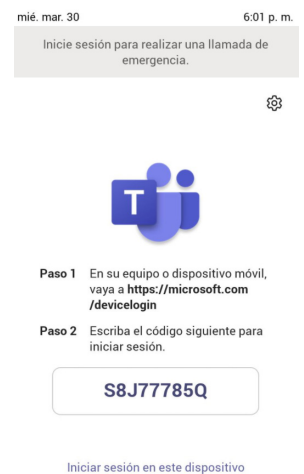 mié. mar. 30 6:01 p. m.
Inicie sesión para realizar una llamada de
emergencia.
T
Paso 1 En su equipo o dispositivo móvil,
vaya a https://microsoft.com
/devicelogin
Paso 2 Escriba el código siguiente para
iniciar sesión.
S8J77785Q
Iniciar sesión en este dispositivo